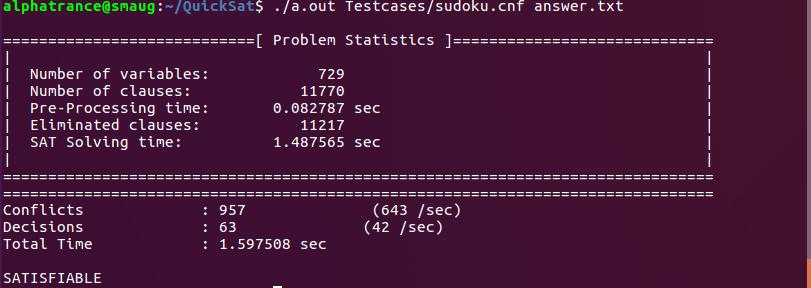 alphatrance@smaug:~/QuickSat$ ./a.out Testcases/sudoku.cnf answer.txt
============================[ Problem Statistics ]=============================
|                                                                             |
|  Number of variables:            729                                        |
|  Number of clauses:            11770                                        |
|  Pre-Processing time:       0.082787 sec                                    |
|  Eliminated clauses:           11217                                        |
|  SAT Solving time:          1.487565 sec                                    |
|                                                                             |
===============================================================================
===============================================================================
Conflicts             : 957              (643 /sec)
Decisions             : 63              (42 /sec)
Total Time            : 1.597508 sec
SATISFIABLE